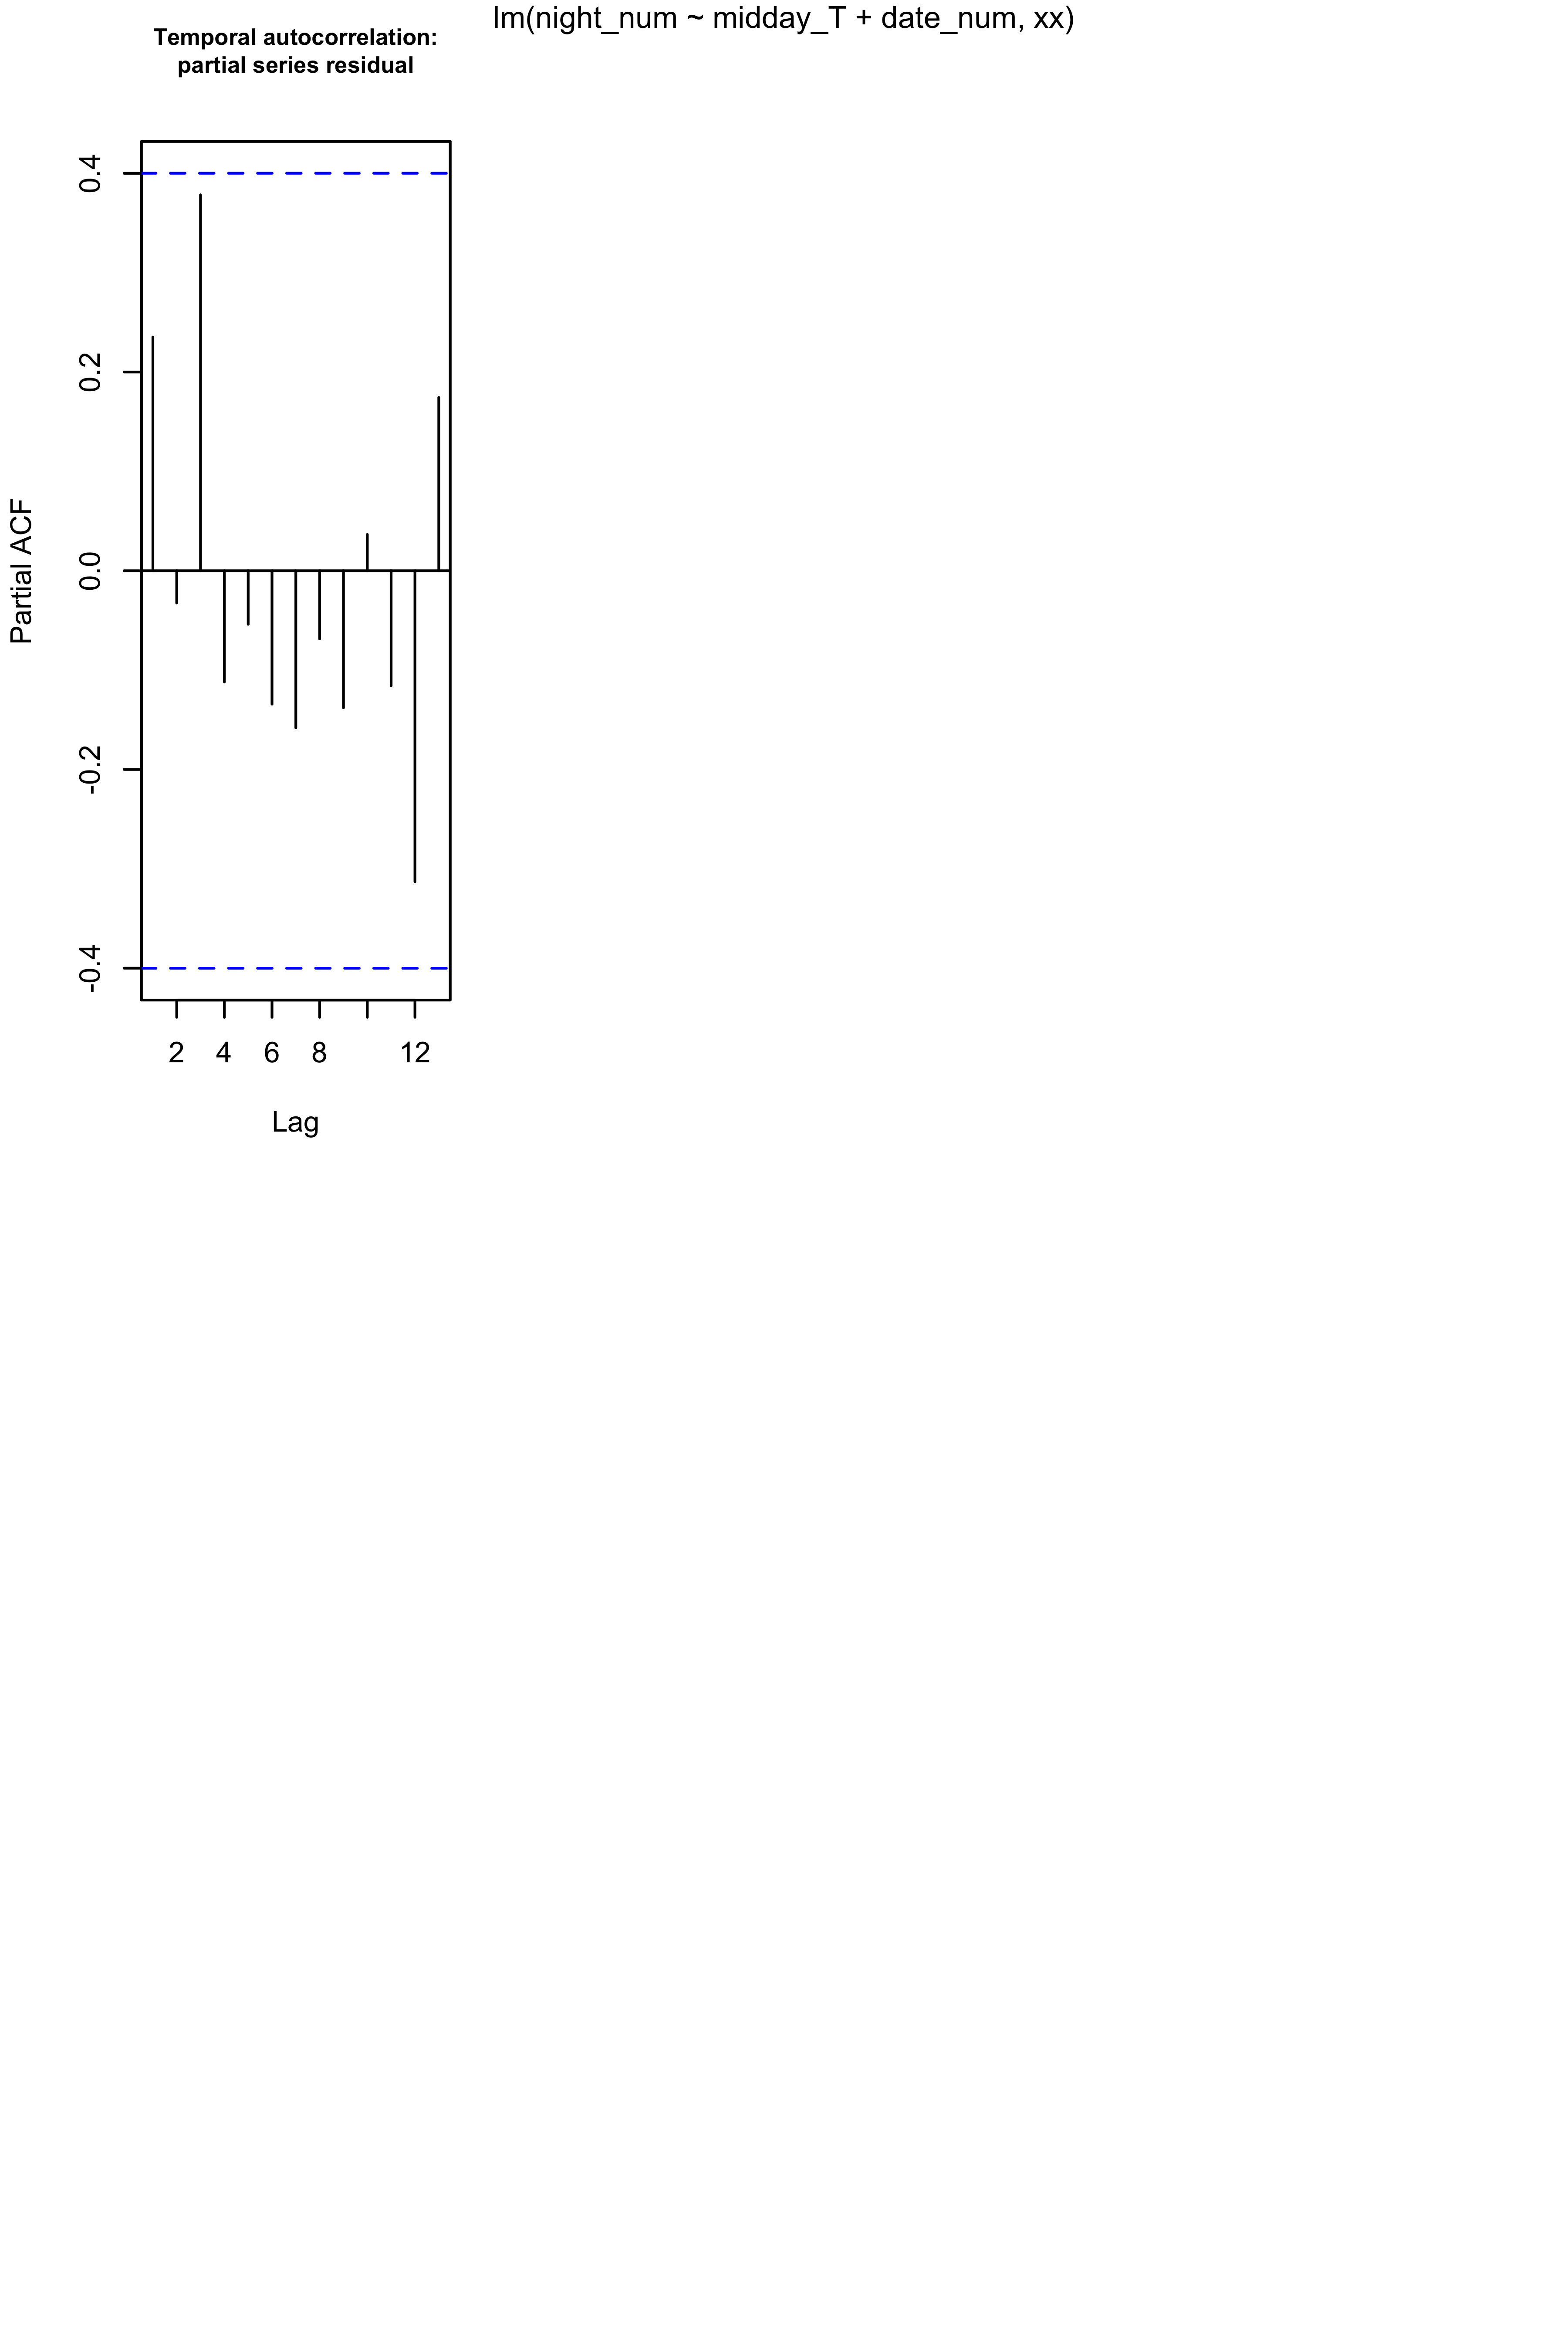 lm(night_num ~ midday_T + date_num, xx)
Temporal autocorrelation:
partial series residual
Partial ACF
0.4
0.2
0.0
-0.2
-0.4
2 4 6 8 12
Lag